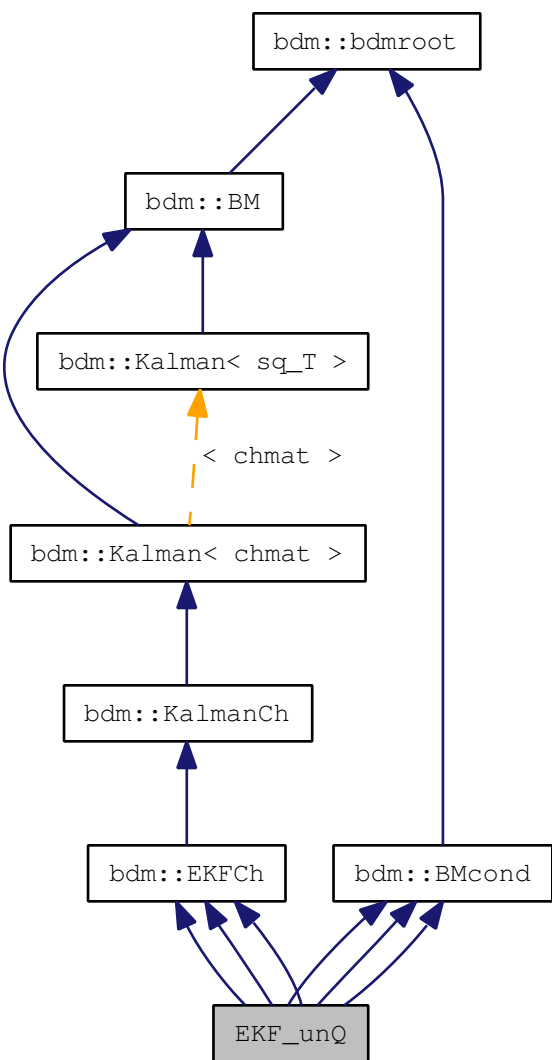 bdm::bdmroot
bdm::BM
bdm::Kalman< sq_T >
< chmat >
bdm::Kalman< chmat >
bdm::KalmanCh
bdm::EKFCh
bdm::BMcond
EKF_unQ